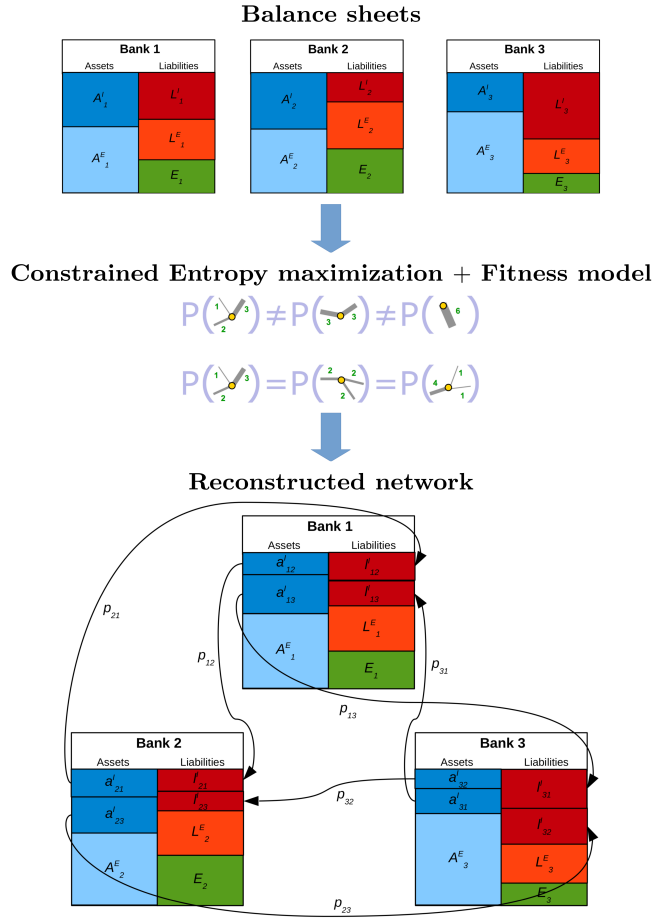 Balance sheets
Bank 1
Assets Liabilities
A^I_1 L^I_1
A^E_1 L^E_1
E_1
Bank 2
Assets Liabilities
A^I_2 L^I_2
A^E_2 L^E_2
E_2
Bank 3
Assets Liabilities
A^I_3 L^I_3
A^E_3 L^E_3
E_3
Constrained Entropy maximization + Fitness model
P( 1 2 3 ) ≠ P( 3 3 ) ≠ P( 6 )
P( 1 2 3 ) = P( 2 2 2 ) = P( 4 1 1 )
Reconstructed network
Bank 1
Assets Liabilities
a^I_12 l^I_12
a^I_13 l^I_13
A^E_1 L^E_1
E_1
p_21
p_12
p_31
p_13
Bank 2
Assets Liabilities
a^I_21 l^I_21
a^I_23 l^I_23
A^E_2 L^E_2
E_2
p_32
Bank 3
Assets Liabilities
a^I_32 l^I_31
a^I_31 l^I_32
A^E_3 L^E_3
E_3
p_23